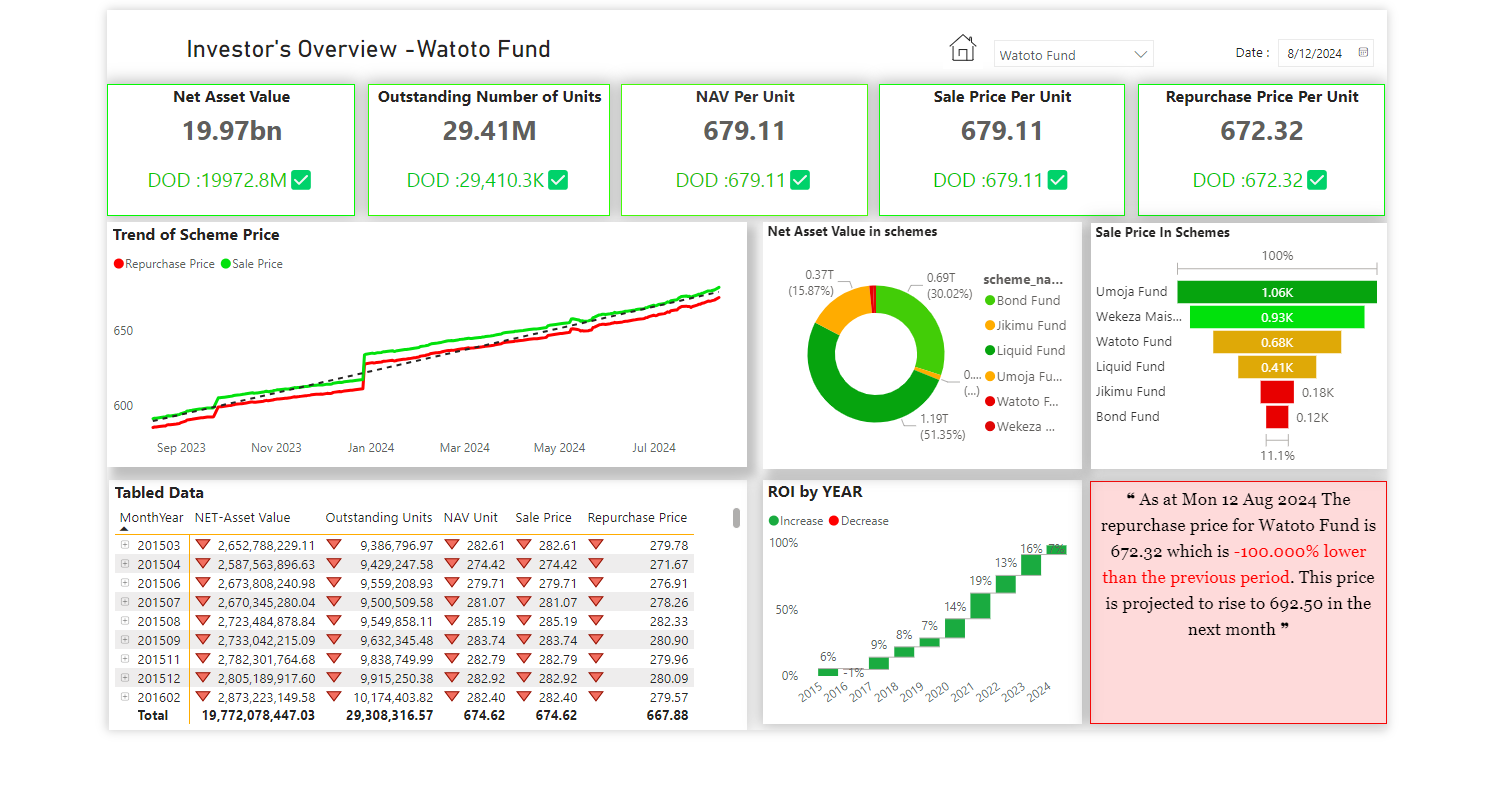 Investor's Overview -Watoto Fund
Watoto Fund
Date :
8/12/2024
Net Asset Value
19.97bn
DOD :19972.8M ✅
Outstanding Number of Units
29.41M
DOD :29,410.3K ✅
NAV Per Unit
679.11
DOD :679.11 ✅
Sale Price Per Unit
679.11
DOD :679.11 ✅
Repurchase Price Per Unit
672.32
DOD :672.32 ✅
Trend of Scheme Price
Repurchase Price Sale Price
650
600
Sep 2023 Nov 2023 Jan 2024 Mar 2024 May 2024 Jul 2024
Net Asset Value in schemes
0.37T
(15.87%)
0.69T
(30.02%)
0....
(...)
1.19T
(51.35%)
scheme_na...
Bond Fund
Jikimu Fund
Liquid Fund
Umoja Fu...
Watoto F...
Wekeza ...
Sale Price In Schemes
100%
Umoja Fund 1.06K
Wekeza Mais... 0.93K
Watoto Fund 0.68K
Liquid Fund 0.41K
Jikimu Fund 0.18K
Bond Fund 0.12K
11.1%
Tabled Data
MonthYear NET-Asset Value Outstanding Units NAV Unit Sale Price Repurchase Price
201503 2,652,788,229.11 9,386,796.97 282.61 282.61 279.78
201504 2,587,563,896.63 9,429,247.58 274.42 274.42 271.67
201506 2,673,808,240.98 9,559,208.93 279.71 279.71 276.91
201507 2,670,345,280.04 9,500,509.58 281.07 281.07 278.26
201508 2,723,484,878.84 9,549,858.11 285.19 285.19 282.33
201509 2,733,042,215.09 9,632,345.48 283.74 283.74 280.90
201511 2,782,301,764.68 9,838,749.99 282.79 282.79 279.96
201512 2,805,189,917.60 9,915,250.38 282.92 282.92 280.09
201602 2,873,223,149.58 10,174,403.82 282.40 282.40 279.57
Total 19,772,078,447.03 29,308,316.57 674.62 674.62 667.88
ROI by YEAR
Increase Decrease
100%
50%
0%
6% -1% 9% 8% 7% 14% 19% 13% 16% 7%
2015 2016 2017 2018 2019 2020 2021 2022 2023 2024
❝ As at Mon 12 Aug 2024 The
repurchase price for Watoto Fund is
672.32 which is -100.000% lower
than the previous period. This price
is projected to rise to 692.50 in the
next month ❞